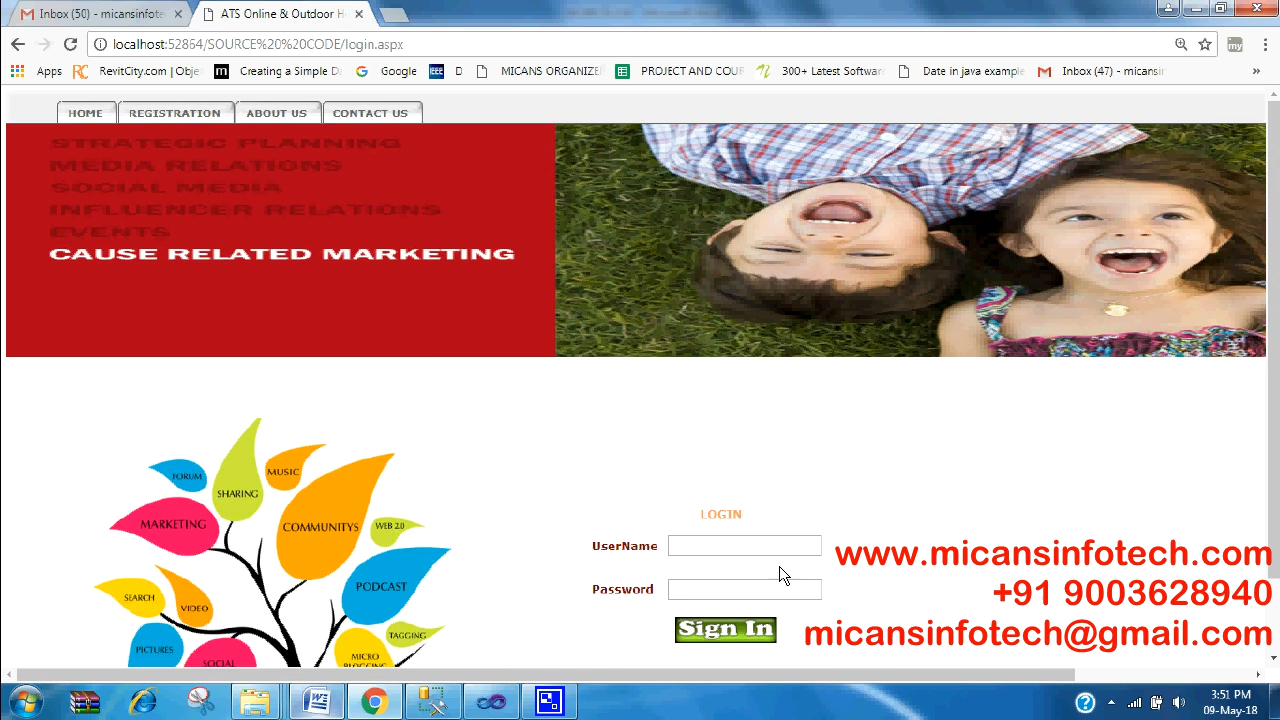 Inbox (50) - micansinfote
ATS Online & Outdoor H
localhost:52864/SOURCE%20%20CODE/login.aspx
Apps
RevitCity.com | Obje
Creating a Simple D
Google
IEEE D
MICANS ORGANIZE
PROJECT AND COUR
300+ Latest Softwar
Date in java example
Inbox (47) - micansin
HOME
REGISTRATION
ABOUT US
CONTACT US
STRATEGIC PLANNING
MEDIA RELATIONS
SOCIAL MEDIA
INFLUENCER RELATIONS
EVENTS
CAUSE RELATED MARKETING
FORUM
SHARING
MUSIC
MARKETING
COMMUNITYS
WEB 2.0
PODCAST
SEARCH
VIDEO
TAGGING
PICTURES
SOCIAL
MICRO
BLOGGING
LOGIN
UserName
Password
Sign In
www.micansinfotech.com
+91 9003628940
micansinfotech@gmail.com
3:51 PM
09-May-18